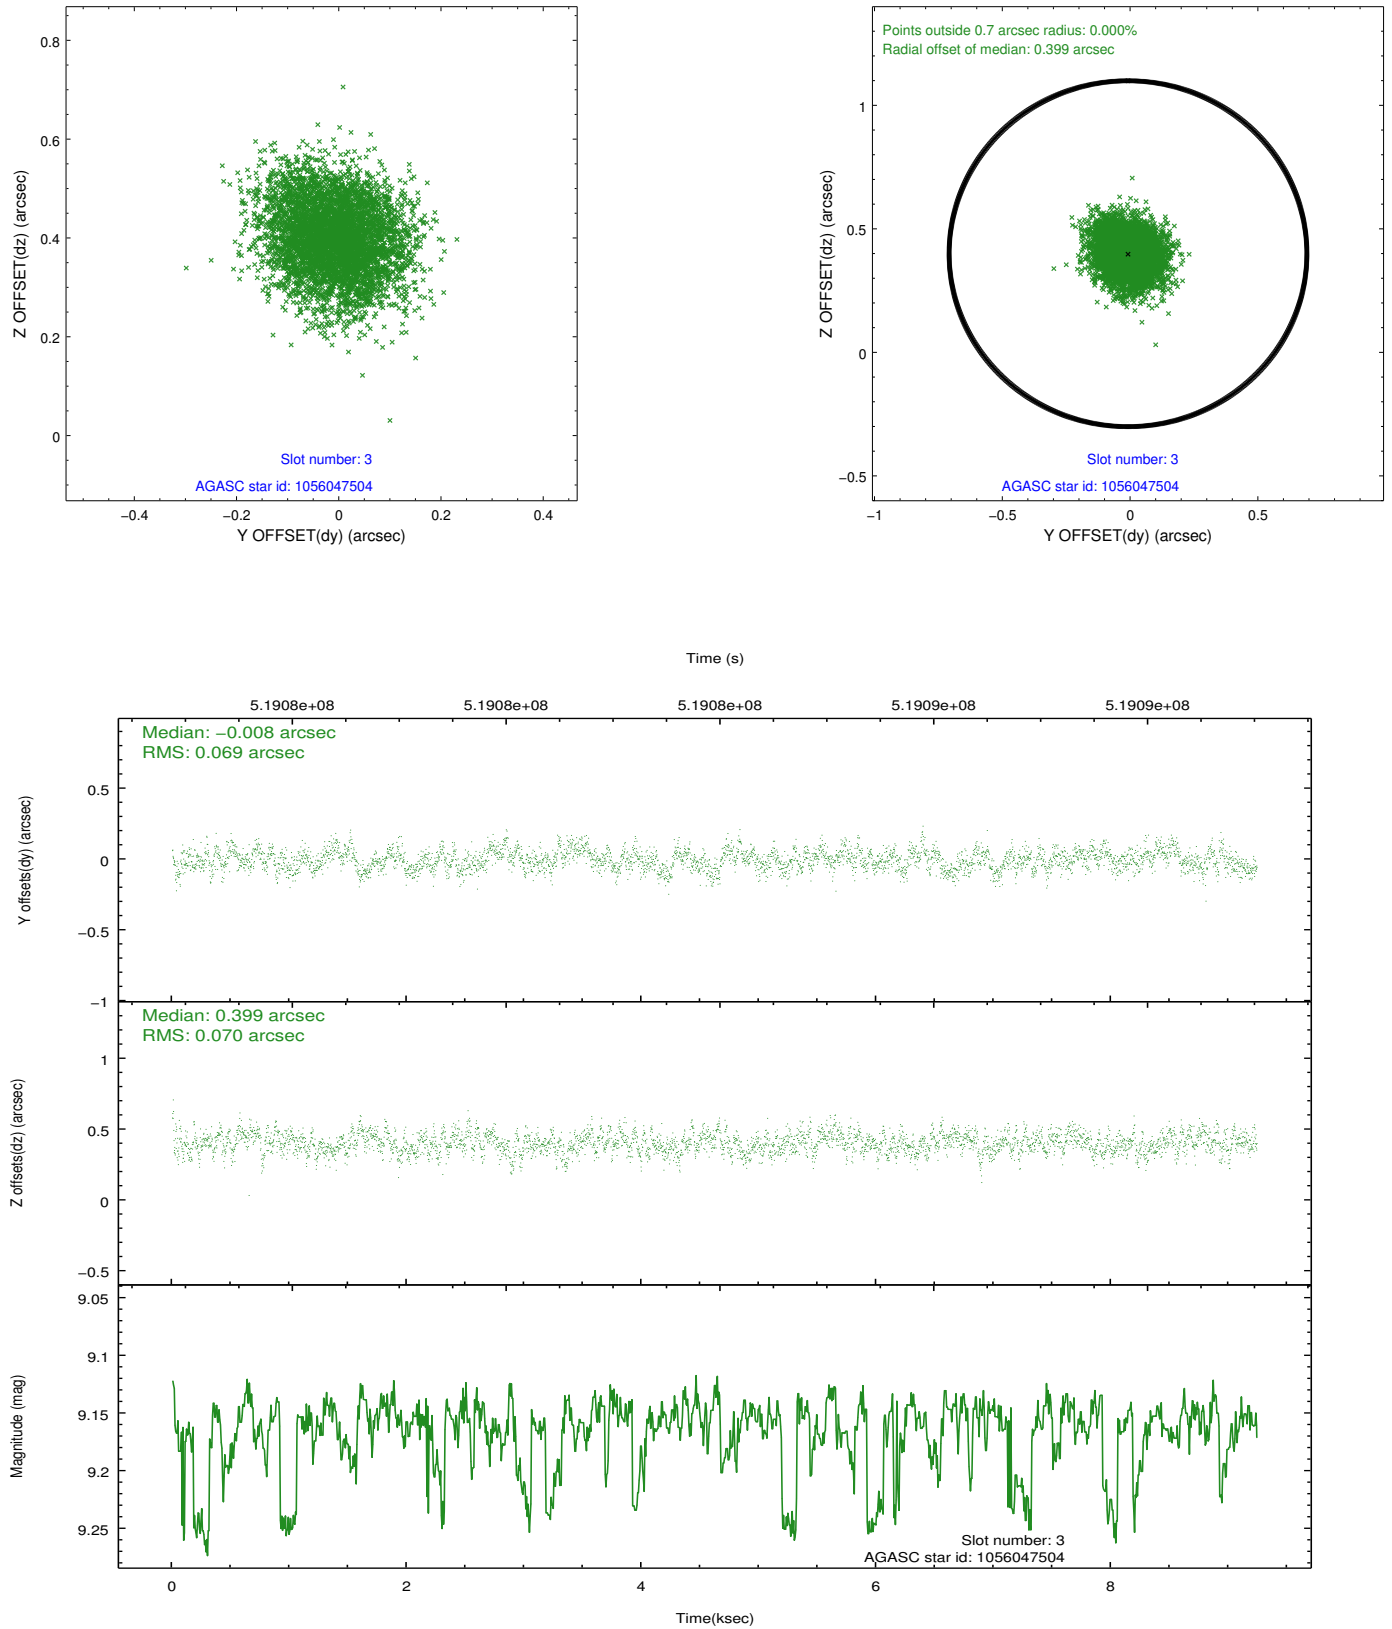 0.8
0.6
0.4
0.2
0
Z OFFSET(dz) (arcsec)
Slot number: 3
AGASC star id: 1056047504
−0.4
−0.2
0
0.2
0.4
Y OFFSET(dy) (arcsec)
Points outside 0.7 arcsec radius: 0.000%
Radial offset of median: 0.399 arcsec
1
0.5
0
−0.5
Z OFFSET(dz) (arcsec)
Slot number: 3
AGASC star id: 1056047504
−1
−0.5
0
0.5
Y OFFSET(dy) (arcsec)
Time (s)
5.1908e+08
5.1908e+08
5.1908e+08
5.1909e+08
5.1909e+08
Median: −0.008 arcsec
RMS: 0.069 arcsec
0.5
0
−0.5
−1
Y offsets(dy) (arcsec)
Median: 0.399 arcsec
RMS: 0.070 arcsec
1
0.5
0
−0.5
Z offsets(dz) (arcsec)
9.05
9.1
9.15
9.2
9.25
Magnitude (mag)
Slot number: 3
AGASC star id: 1056047504
0
2
4
6
8
Time(ksec)